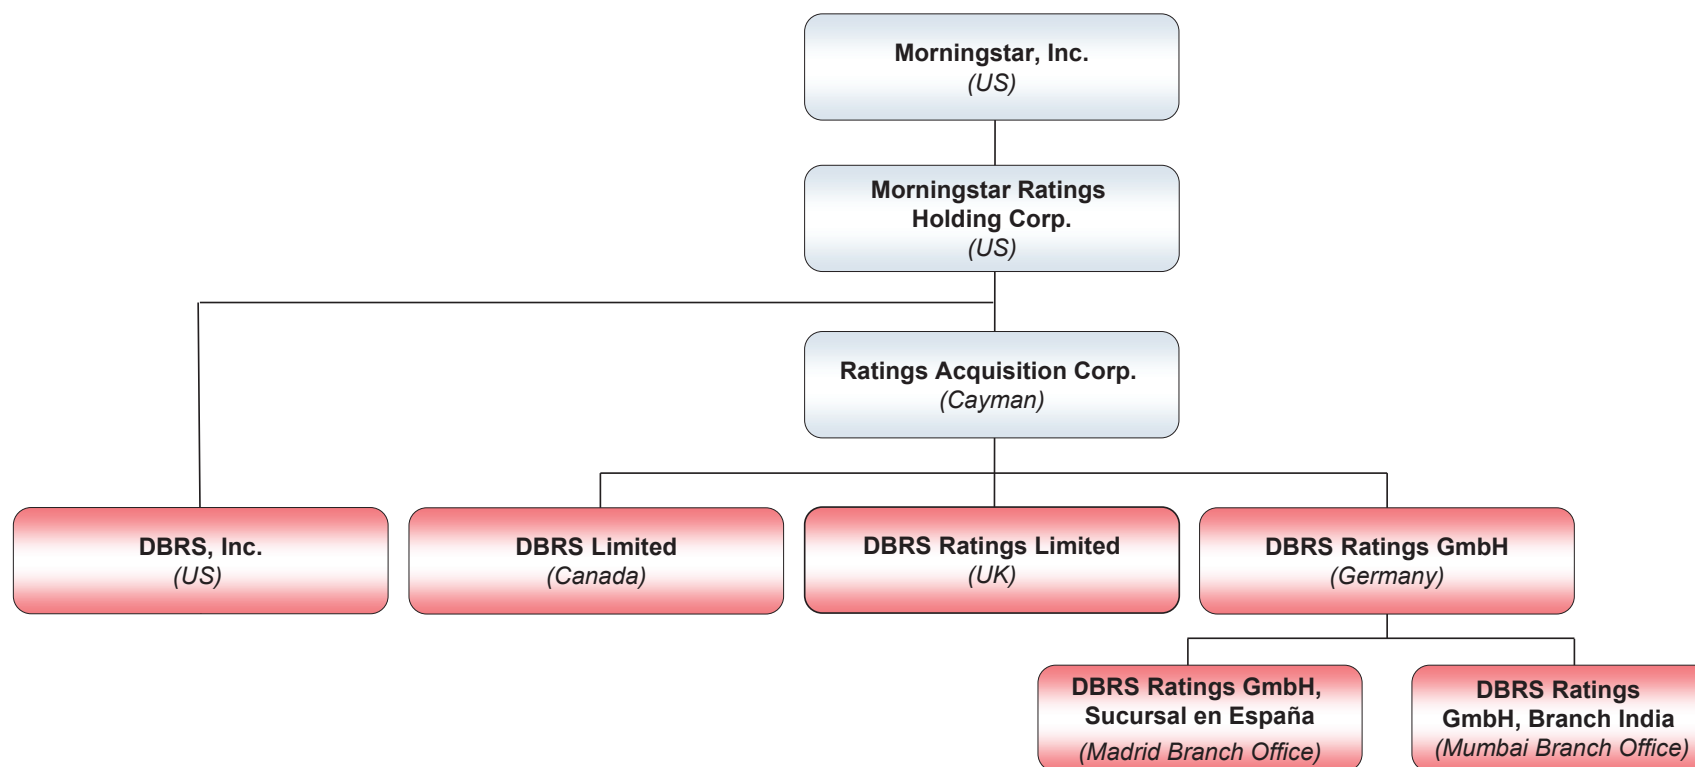 Morningstar, Inc.
(US)
Morningstar Ratings
Holding Corp.
(US)
Ratings Acquisition Corp.
(Cayman)
DBRS, Inc.
(US)
DBRS Limited
(Canada)
DBRS Ratings Limited
(UK)
DBRS Ratings GmbH
(Germany)
DBRS Ratings GmbH,
Sucursal en España
(Madrid Branch Office)
DBRS Ratings
GmbH, Branch India
(Mumbai Branch Office)